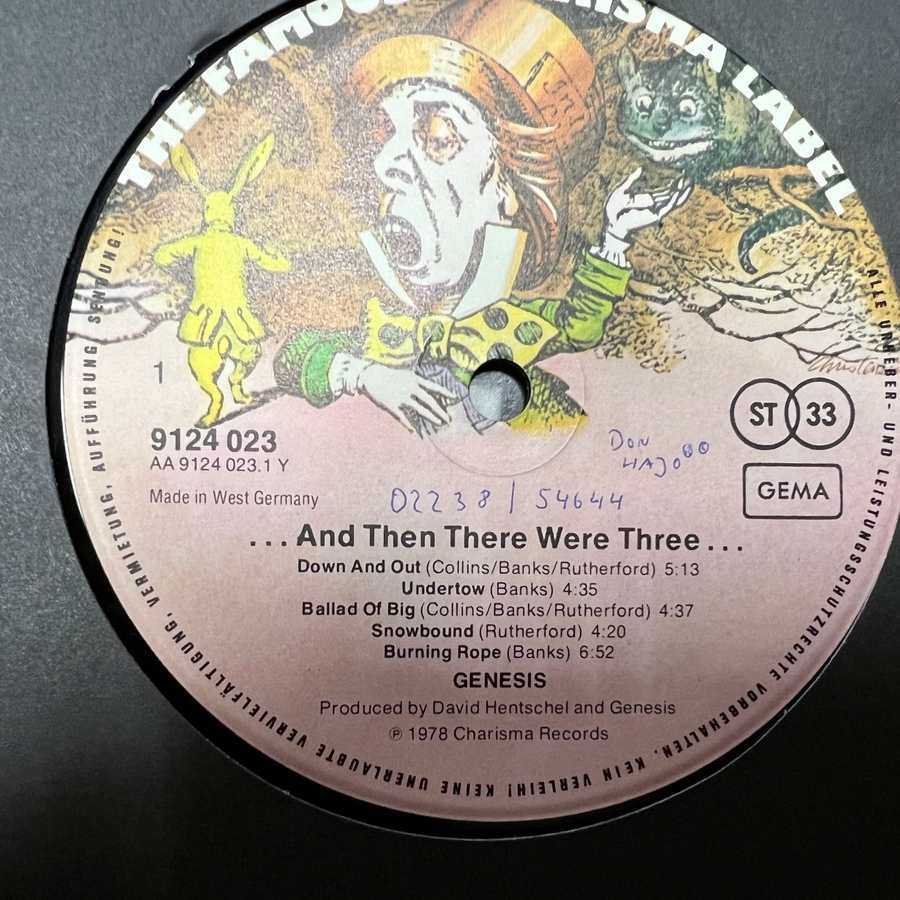 THE FAMOUS CHARISMA LABEL
1
9124 023
AA 9124 023.1 Y
Made in West Germany
ST 33
GEMA
DON
HAJO
02238 / 54644
...And Then There Were Three...
Down And Out (Collins/Banks/Rutherford) 5:13
Undertow (Banks) 4:35
Ballad Of Big (Collins/Banks/Rutherford) 4:37
Snowbound (Rutherford) 4:20
Burning Rope (Banks) 6:52
GENESIS
Produced by David Hentschel and Genesis
℗ 1978 Charisma Records
ALLE URHEBER- UND LEISTUNGSSCHUTZRECHTE VORBEHALTEN. KEIN VERLEIH! KEINE UNERLAUBTE VERVIELFÄLTIGUNG, VERMIETUNG, AUFFÜHRUNG, SENDUNG!